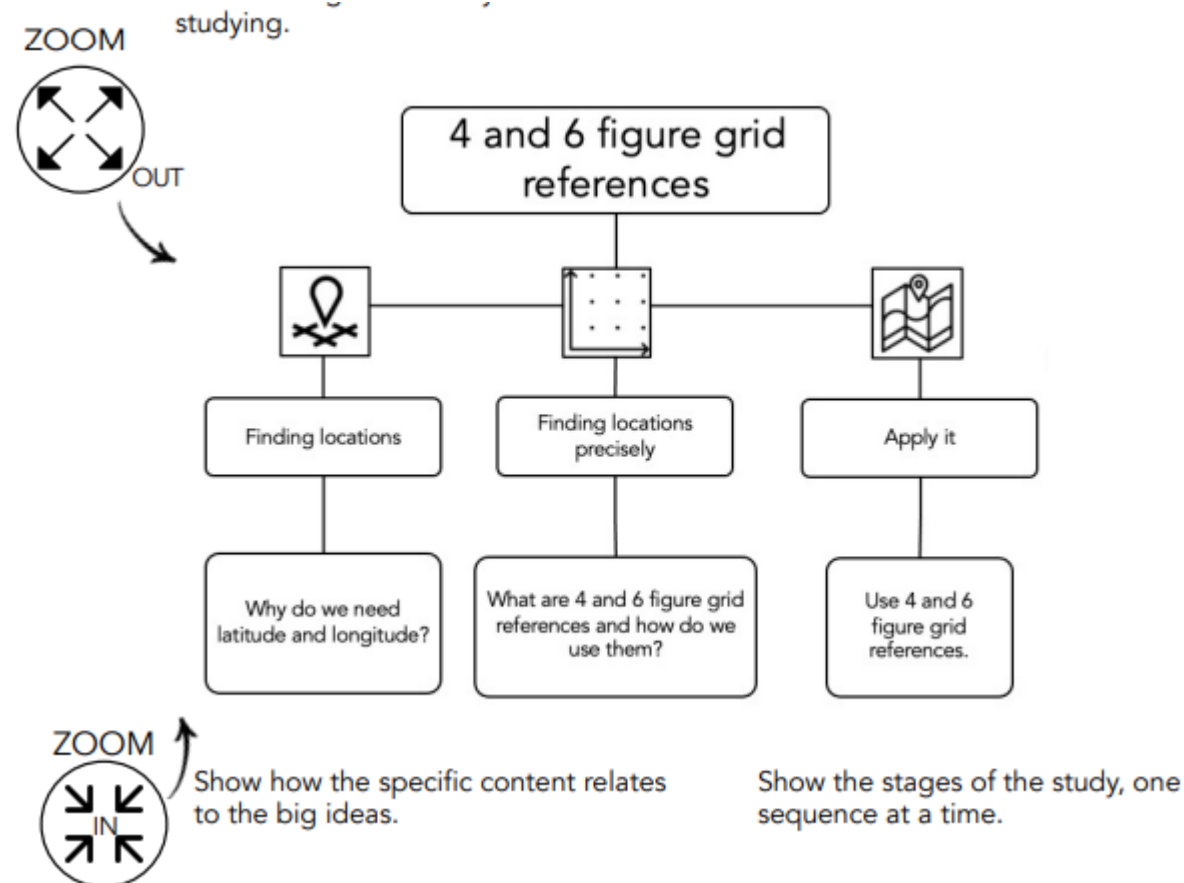 studying.
ZOOM
OUT
4 and 6 figure grid
references
Finding locations
Finding locations
precisely
Apply it
Why do we need
latitude and longitude?
What are 4 and 6 figure grid
references and how do we
use them?
Use 4 and 6
figure grid
references.
ZOOM
IN
Show how the specific content relates
to the big ideas.
Show the stages of the study, one
sequence at a time.